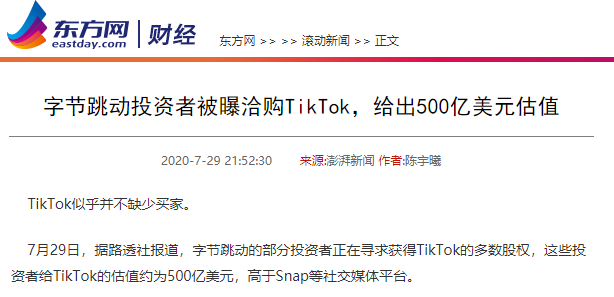 东方网 | 财经
eastday.com
东方网 >> >> 滚动新闻 >> 正文
字节跳动投资者被曝洽购TikTok，给出500亿美元估值
2020-7-29 21:52:30 来源:澎湃新闻 作者:陈宇曦
TikTok似乎并不缺少买家。
7月29日，据路透社报道，字节跳动的部分投资者正在寻求获得TikTok的多数股权，这些投
资者给TikTok的估值约为500亿美元，高于Snap等社交媒体平台。